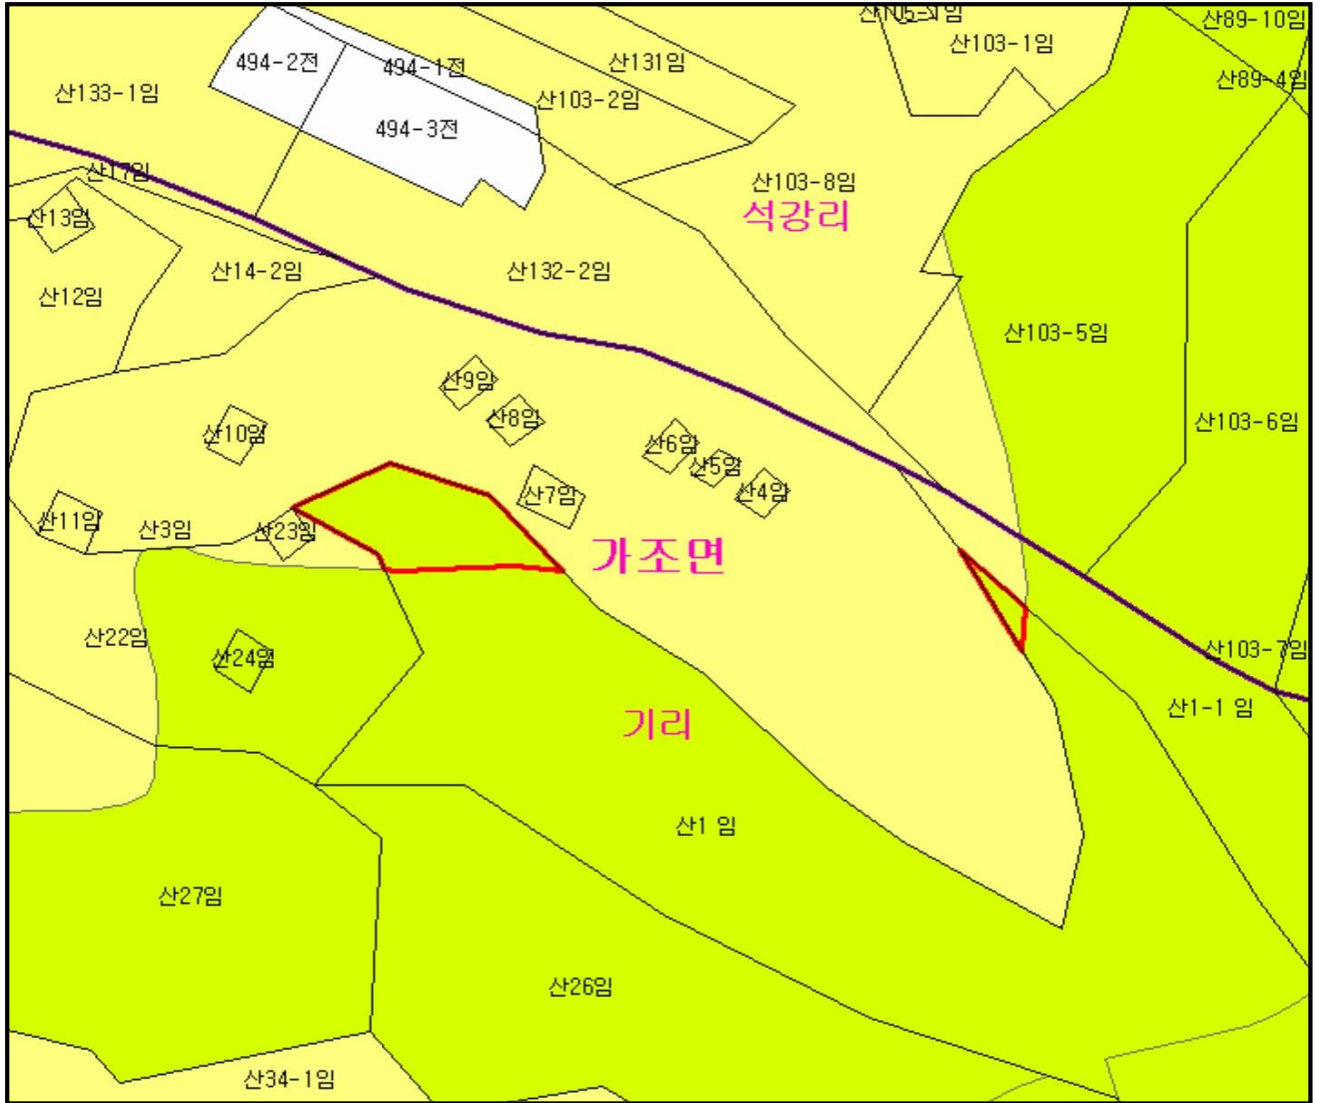 산105-1임
산89-10임
산103-1임
494-2전
494-1전
산131임
산89-4임
산133-1임
산103-2임
494-3전
산17임
산103-8임
산13임
석강리
산14-2임
산132-2임
산12임
산103-5임
산9임
산8임
산103-6임
산10임
산6임
산5임
산4임
산7임
산11임
산3임
산23임
가조면
산22임
산24임
산103-7임
산1-1 임
기리
산1 임
산27임
산26임
산34-1임